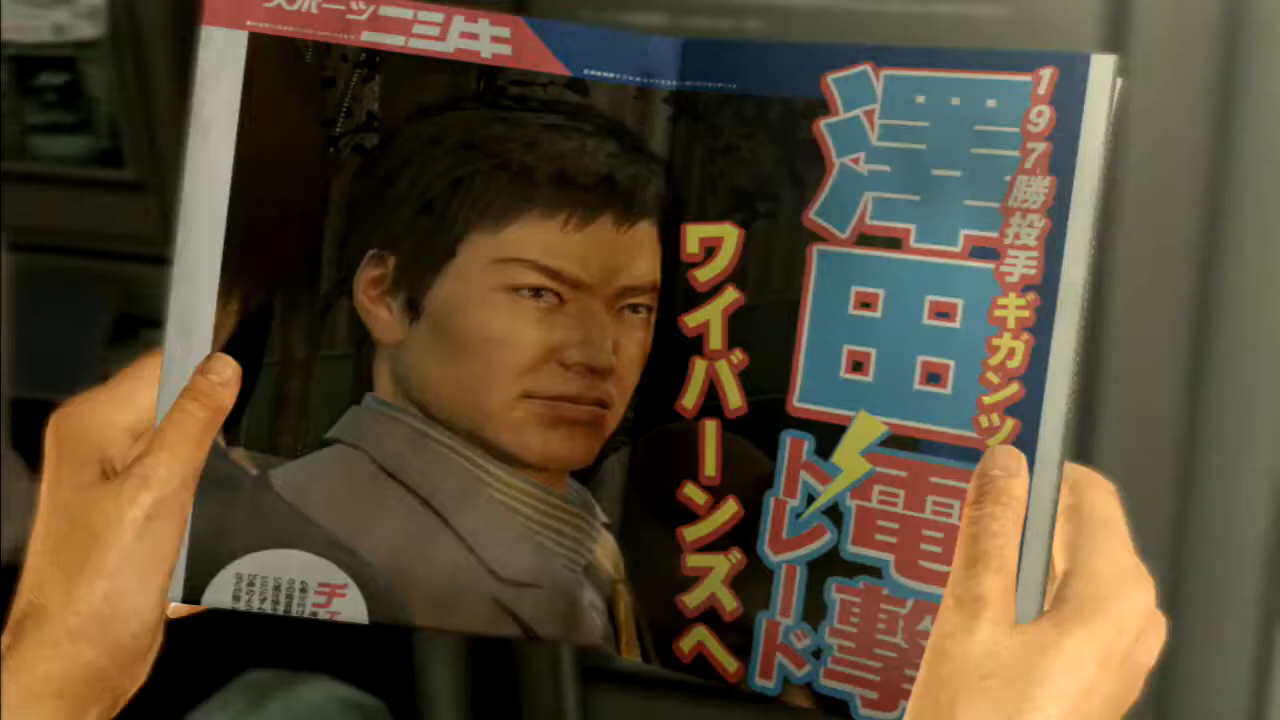 スポーツニシキ
197勝投手ギガンツ
澤田電撃
トレード
ワイバーンズへ
チェ